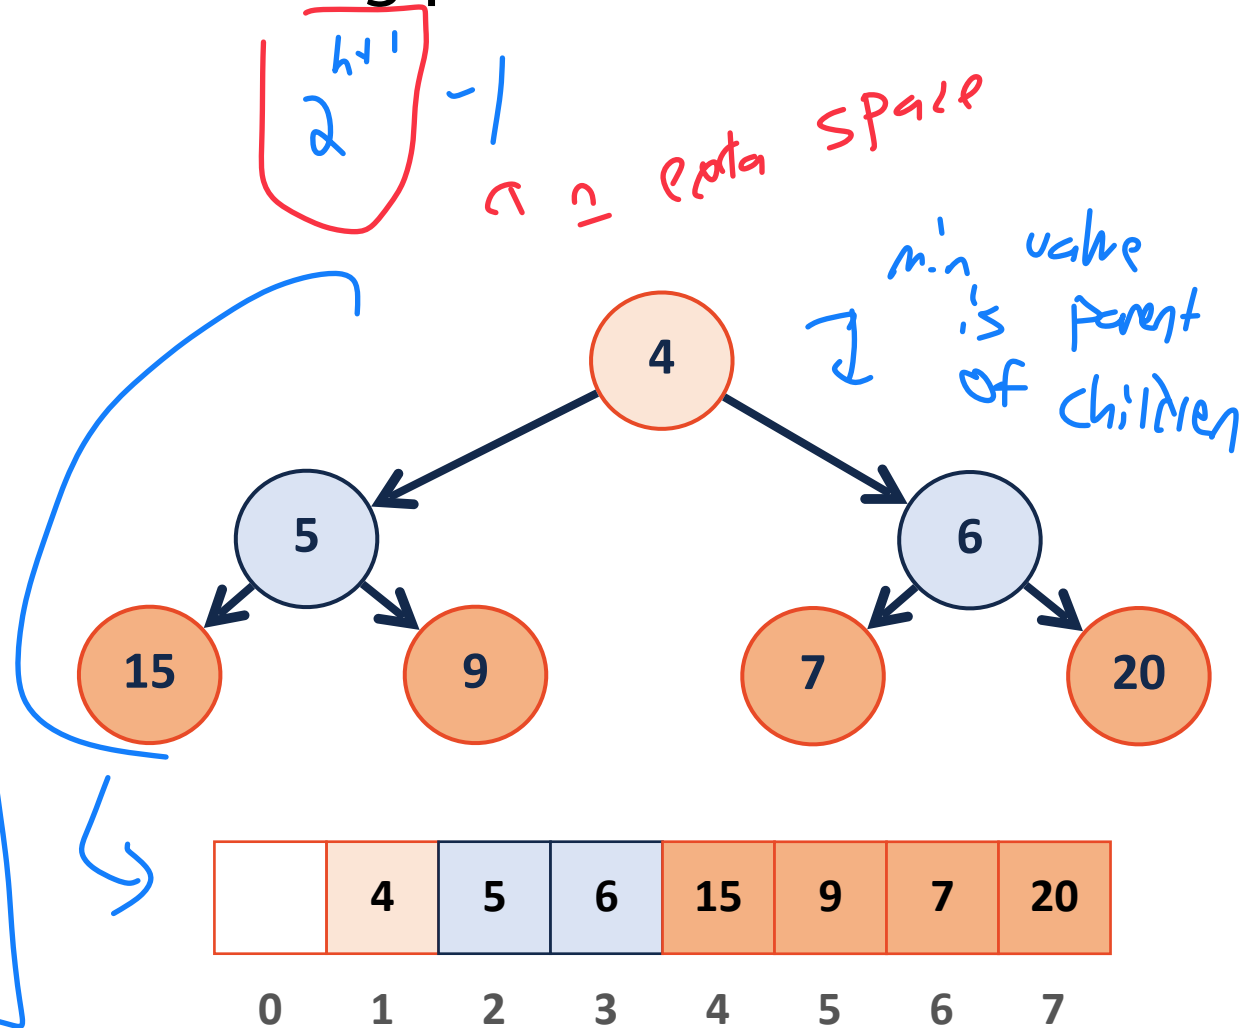 h+1
2 - 1
n extra space
min value
is parent
of children
4
5 6
15 9 7 20
4 5 6 15 9 7 20
0 1 2 3 4 5 6 7